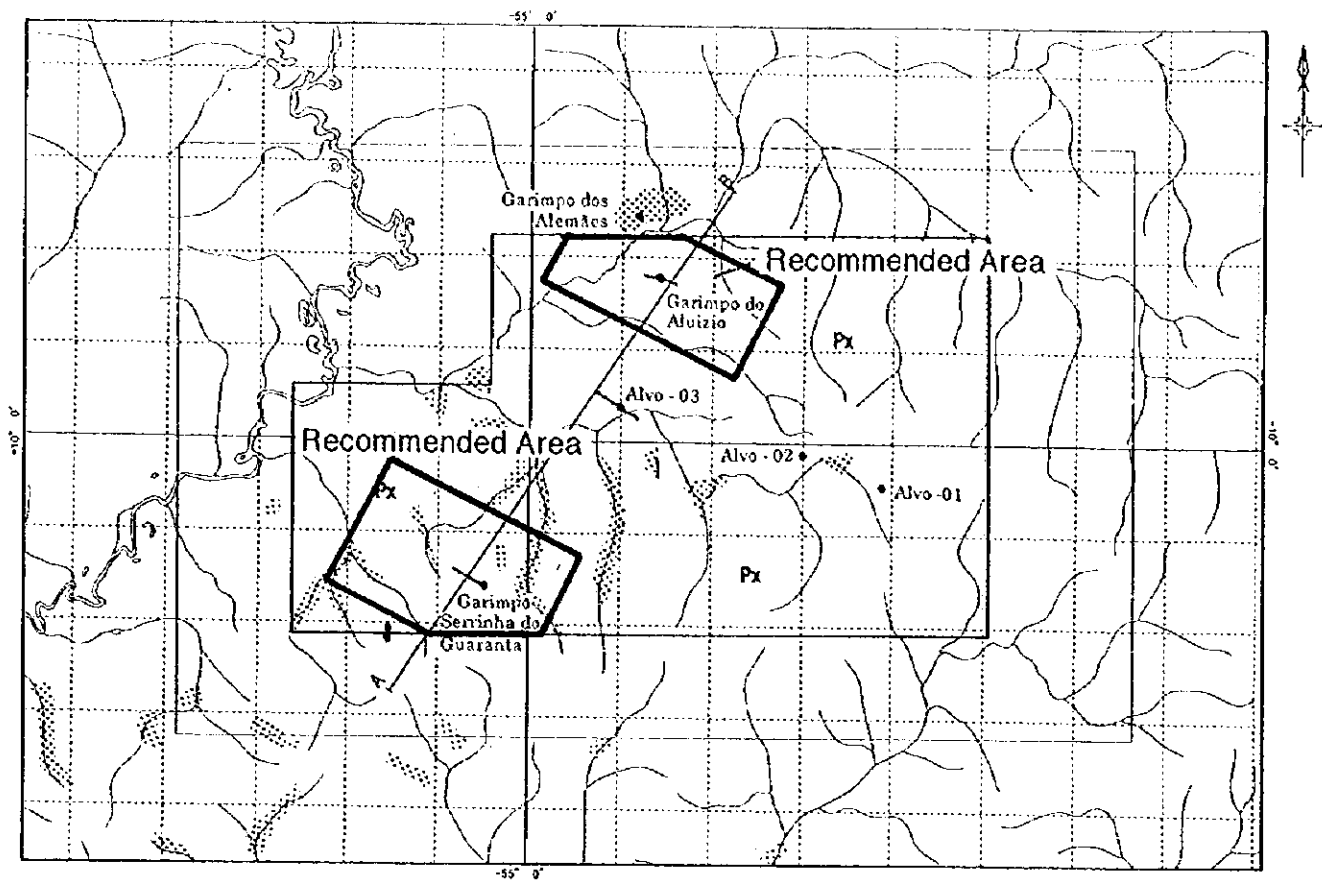 -55° 0'
B
Garimpo dos
Alemães
Recommended Area
Garimpo do
Aluizio
Px
Alvo - 03
-10° 0'
Recommended Area
-10° 0'
Alvo - 02
Px
Alvo -01
Px
Garimpo
Serrinha do
Guaranta
A
-55° 0'